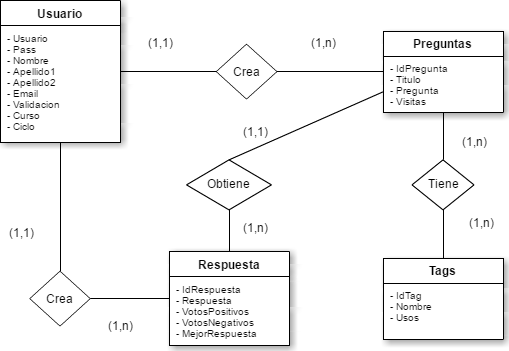 Usuario
- Usuario
- Pass
- Nombre
- Apellido1
- Apellido2
- Email
- Validacion
- Curso
- Ciclo
(1,1)
Crea
(1,n)
Preguntas
- IdPregunta
- Titulo
- Pregunta
- Visitas
(1,1)
Obtiene
(1,n)
(1,n)
Tiene
(1,n)
(1,1)
Crea
(1,n)
Respuesta
- IdRespuesta
- Respuesta
- VotosPositivos
- VotosNegativos
- MejorRespuesta
Tags
- IdTag
- Nombre
- Usos